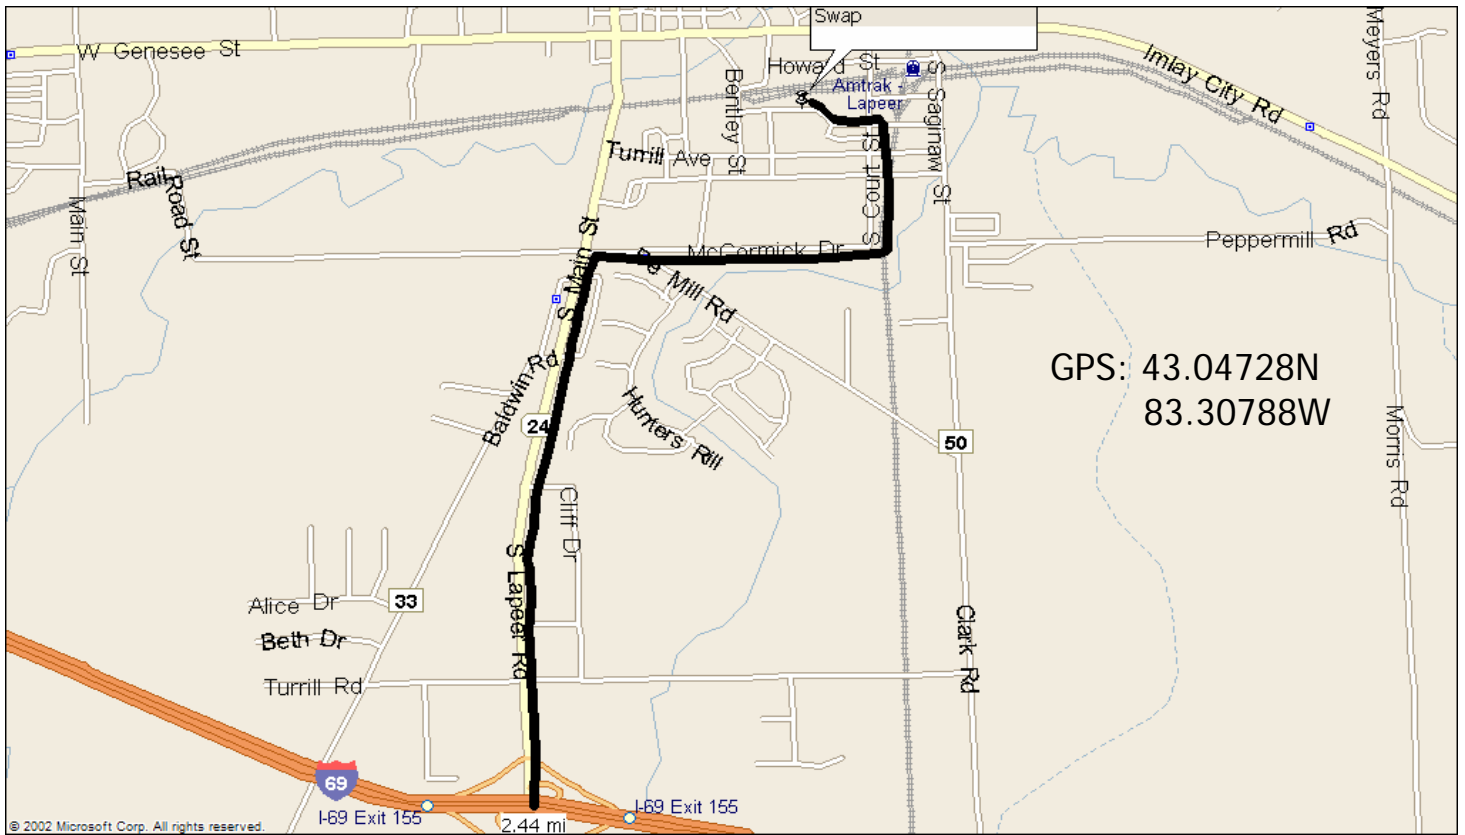 Swap
W Genesee St
Howard St
Amtrak -
Lapeer
Bentley St
S Saginaw St
Imlay City Rd
Meyers Rd
Turrill Ave
S Court St
Rail Road St
Main St
S Main St
McCormick Dr
Peppermill Rd
Mill Rd
GPS: 43.04728N
83.30788W
Baldwin Rd
24
Hunters Rill
50
Morris Rd
Cliff Dr
S Lapeer Rd
Alice Dr
33
Beth Dr
Clark Rd
Turrill Rd
69
I-69 Exit 155
I-69 Exit 155
2.44 mi
© 2002 Microsoft Corp. All rights reserved.